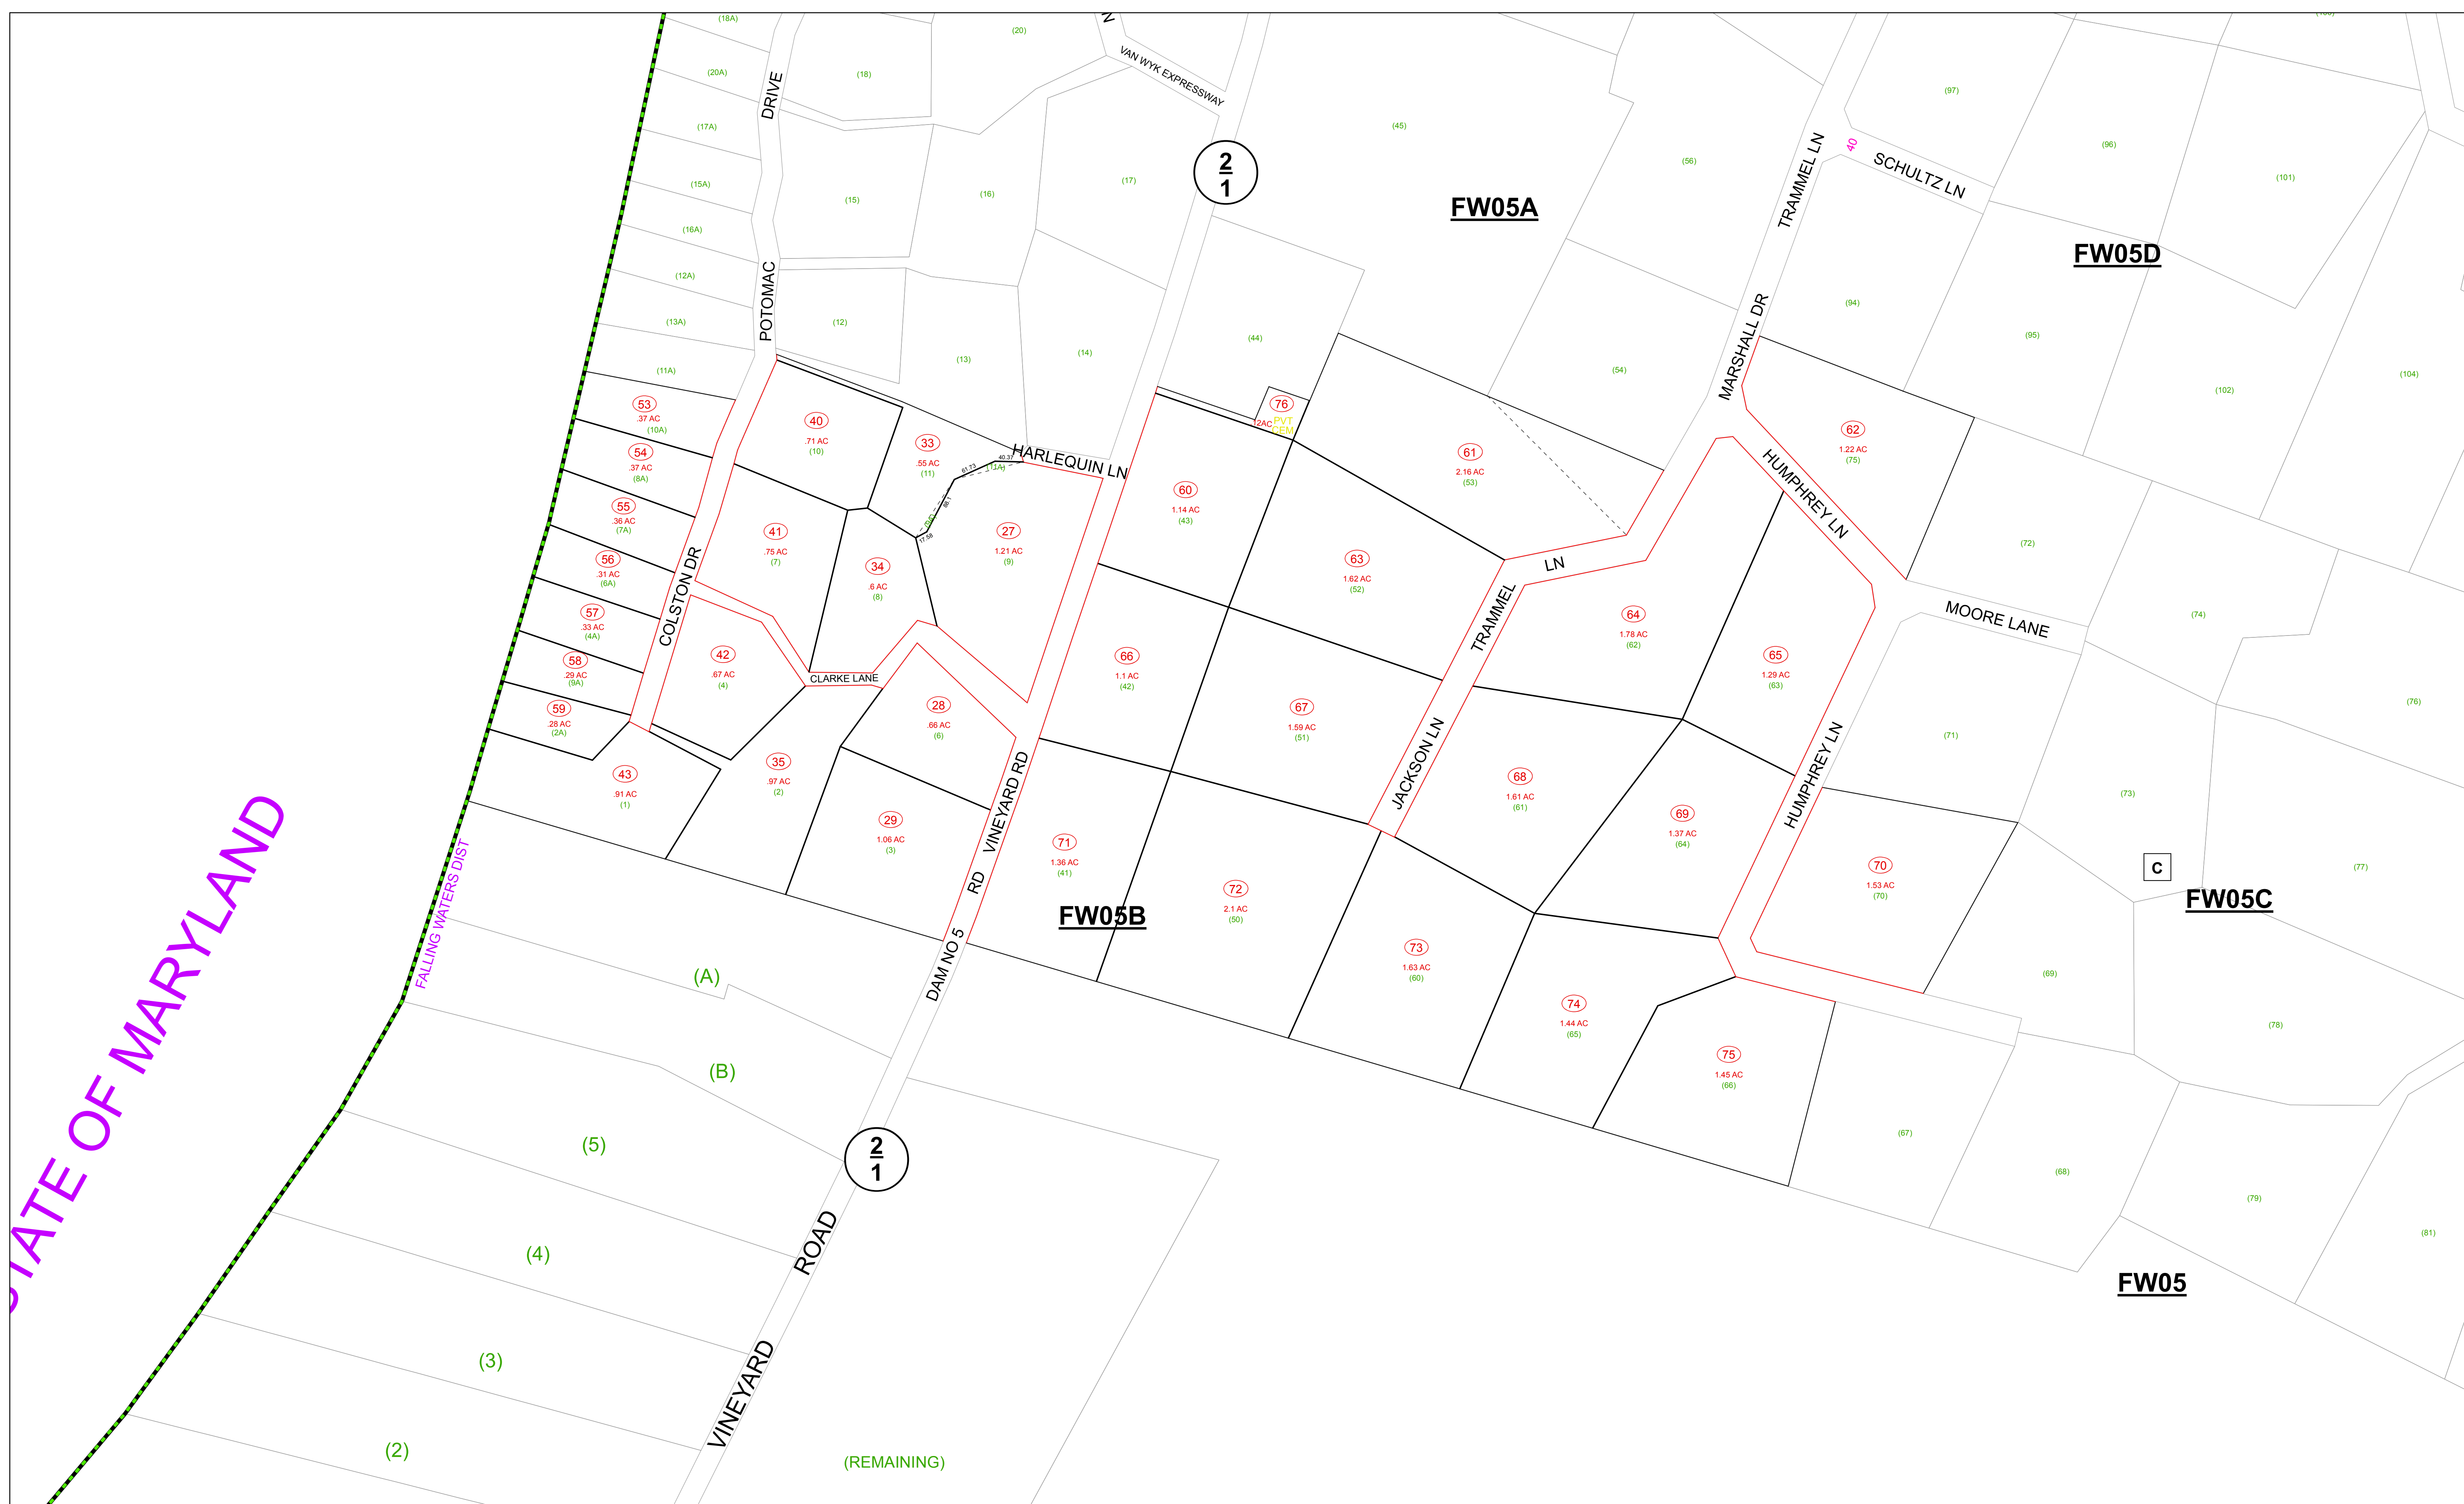 (18A)
(20)
N
VAN WYK EXPRESSWAY
(20A)
(18)
DRIVE
(97)
(45)
(17A)
40
(96)
2
1
(56)
TRAMMEL LN
SCHULTZ LN
(101)
(15A)
(15)
(16)
(17)
FW05A
(16A)
FW05D
(12A)
POTOMAC
(94)
(13A)
(12)
MARSHALL DR
(95)
(44)
(14)
(13)
(11A)
(54)
(104)
(102)
53
.37 AC
(10A)
40
.71 AC
(10)
76
.12AC
PVT
CEM
33
.55 AC
(11)
62
1.22 AC
(75)
54
.37 AC
(8A)
61
2.16 AC
(53)
HARLEQUIN LN
61.73
40.37
(11A)
88.1
17.58
HUMPHREY LN
60
1.14 AC
(43)
55
.36 AC
(7A)
41
.75 AC
(7)
27
1.21 AC
(9)
(72)
56
.31 AC
(6A)
34
.6 AC
(8)
63
1.62 AC
(52)
LN
TRAMMEL
COLSTON DR
57
.33 AC
(4A)
64
1.78 AC
(62)
MOORE LANE
(74)
58
.29 AC
(9A)
42
.67 AC
(4)
CLARKE LANE
66
1.1 AC
(42)
65
1.29 AC
(63)
59
.28 AC
(2A)
28
.66 AC
(6)
67
1.59 AC
(51)
(76)
(71)
JACKSON LN
HUMPHREY LN
43
.91 AC
(1)
35
.97 AC
(2)
VINEYARD RD
68
1.61 AC
(61)
(73)
29
1.06 AC
(3)
71
1.36 AC
(41)
69
1.37 AC
(64)
70
1.53 AC
(70)
C
(77)
STATE OF MARYLAND
FALLING WATERS DIST
RD
72
2.1 AC
(50)
FW05B
FW05C
DAM NO 5
73
1.63 AC
(60)
(A)
(69)
74
1.44 AC
(65)
(78)
(B)
75
1.45 AC
(66)
(5)
2
1
(67)
(68)
(79)
ROAD
(4)
(81)
FW05
(3)
VINEYARD
(2)
(REMAINING)